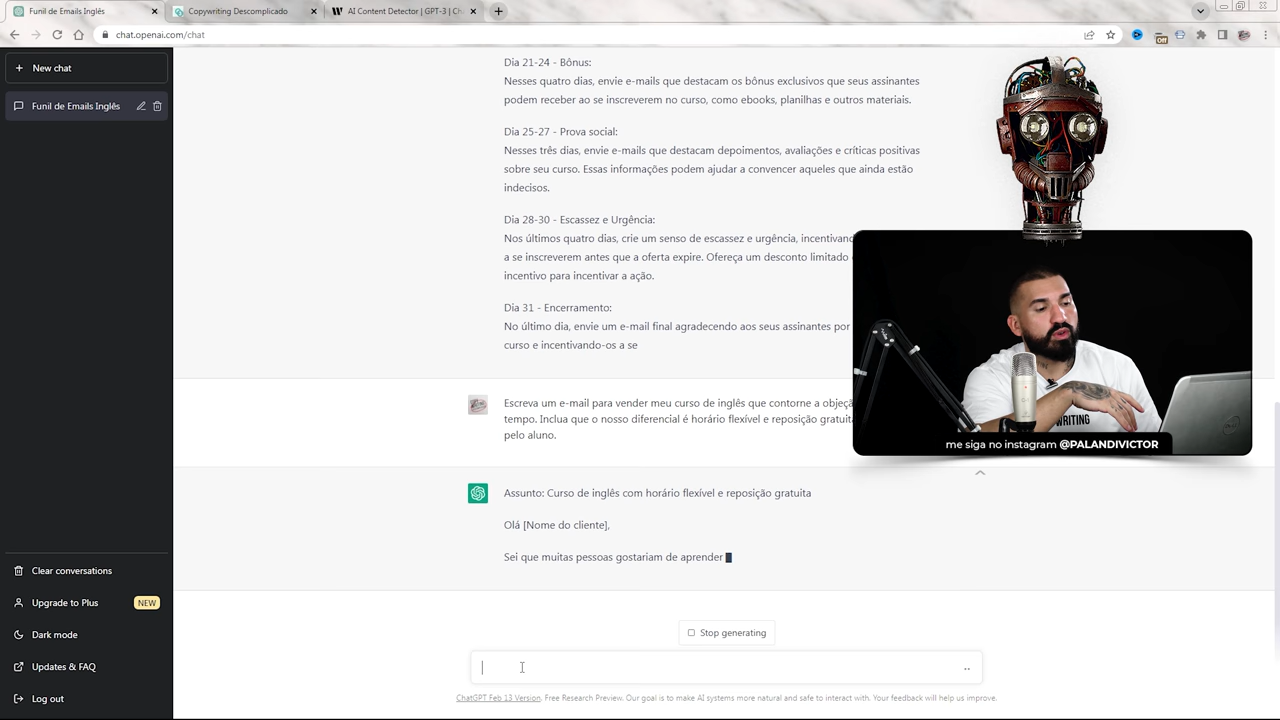 Funil de Emails Inglês
Copywriting Descomplicado
AI Content Detector | GPT-3 | Ch
chat.openai.com/chat
Off
New chat
Funil de Emails Inglês
Dia 21-24 - Bônus:
Nesses quatro dias, envie e-mails que destacam os bônus exclusivos que seus assinantes
podem receber ao se inscreverem no curso, como ebooks, planilhas e outros materiais.
Dia 25-27 - Prova social:
Nesses três dias, envie e-mails que destacam depoimentos, avaliações e críticas positivas
sobre seu curso. Essas informações podem ajudar a convencer aqueles que ainda estão
indecisos.
Dia 28-30 - Escassez e Urgência:
Nos últimos quatro dias, crie um senso de escassez e urgência, incentivand
a se inscreverem antes que a oferta expire. Ofereça um desconto limitado
incentivo para incentivar a ação.
Dia 31 - Encerramento:
No último dia, envie um e-mail final agradecendo aos seus assinantes por
curso e incentivando-os a se
Escreva um e-mail para vender meu curso de inglês que contorne a objeçã
tempo. Inclua que o nosso diferencial é horário flexível e reposição gratuita
pelo aluno.
WRITING
me siga no instagram @PALANDIVICTOR
Assunto: Curso de inglês com horário flexível e reposição gratuita
Olá [Nome do cliente],
Sei que muitas pessoas gostariam de aprender
Clear conversations
Upgrade to Plus NEW
Dark mode
Updates & FAQ
Log out
Stop generating
ChatGPT Feb 13 Version. Free Research Preview. Our goal is to make AI systems more natural and safe to interact with. Your feedback will help us improve.